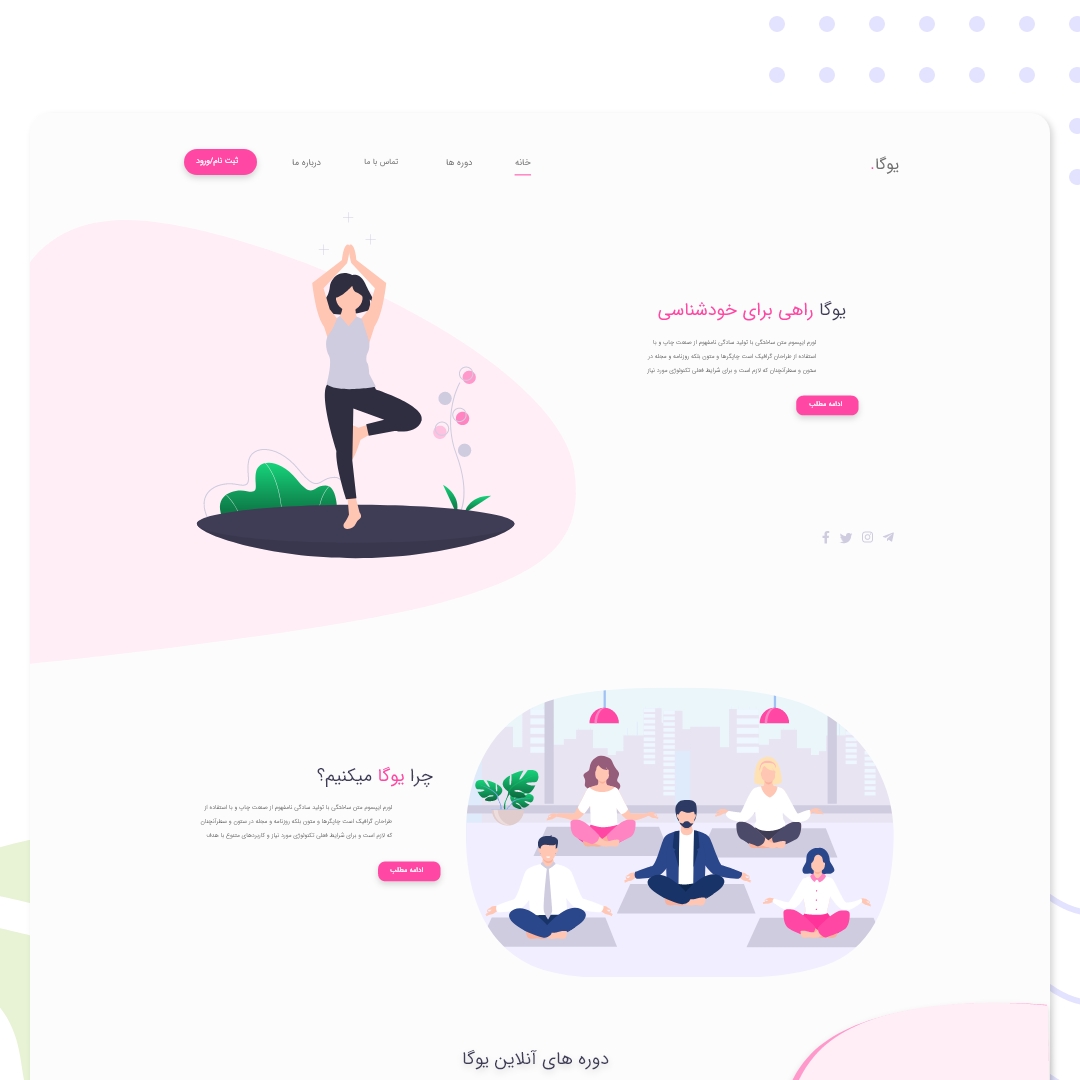 یوگا.
خانه
دوره ها
تماس با ما
درباره ما
ثبت نام/ورود
یوگا راهی برای خودشناسی
لورم ایپسوم متن ساختگی با تولید سادگی نامفهوم از صنعت چاپ و با
استفاده از طراحان گرافیک است چاپگرها و متون بلکه روزنامه و مجله در
ستون و سطرآنچنان که لازم است و برای شرایط فعلی تکنولوژی مورد نیاز
ادامه مطالب
چرا یوگا میکنیم؟
لورم ایپسوم متن ساختگی با تولید سادگی نامفهوم از صنعت چاپ و با استفاده از
طراحان گرافیک است چاپگرها و متون بلکه روزنامه و مجله در ستون و سطرآنچنان
که لازم است و برای شرایط فعلی تکنولوژی مورد نیاز و کاربردهای متنوع با هدف
ادامه مطالب
دوره های آنلاین یوگا